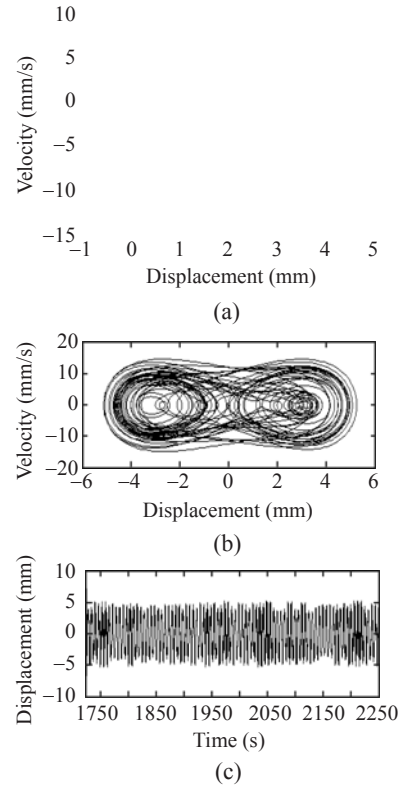 10
5
0
−5
−10
−15
Velocity (mm/s)
−1 0 1 2 3 4 5
Displacement (mm)
(a)
20
10
0
−10
−20
Velocity (mm/s)
−6 −4 −2 0 2 4 6
Displacement (mm)
(b)
10
5
0
−5
−10
Displacement (mm)
1750 1850 1950 2050 2150 2250
Time (s)
(c)